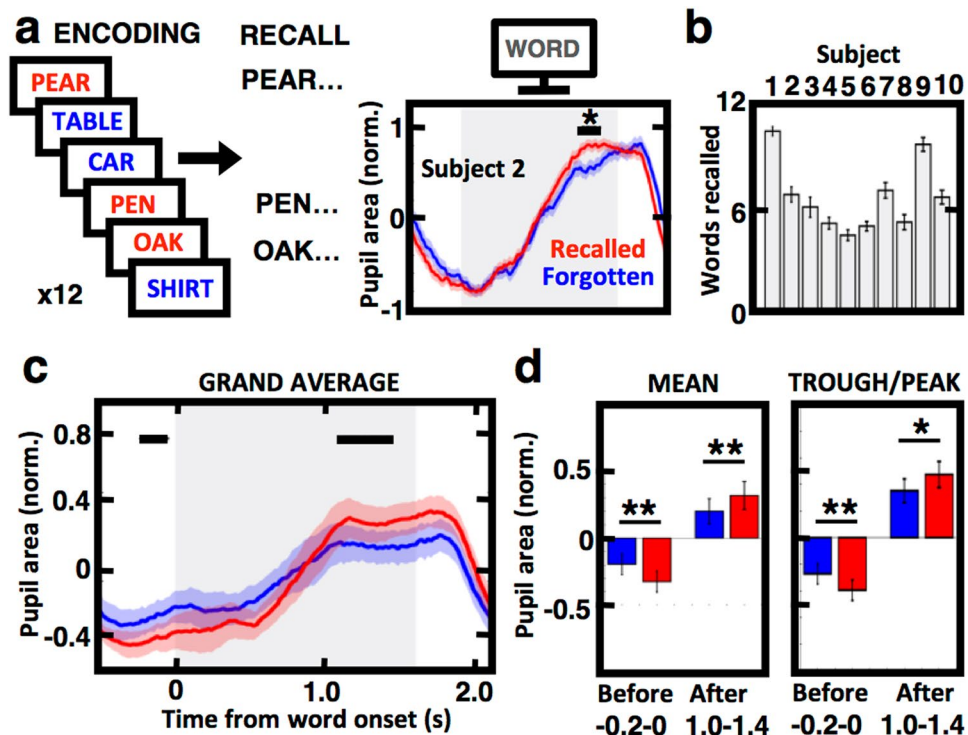 a ENCODING
RECALL
PEAR
TABLE
CAR
PEN
OAK
SHIRT
x12
PEAR...
PEN...
OAK...
WORD
Pupil area (norm.)
1
0
-1
*
Subject 2
Recalled
Forgotten
b
Subject
1 2 3 4 5 6 7 8 9 10
Words recalled
12
6
0
c
GRAND AVERAGE
Pupil area (norm.)
0.8
0.4
0
-0.4
0 1.0 2.0
Time from word onset (s)
d
MEAN
TROUGH/PEAK
Pupil area (norm.)
0.5
0
-0.5
**
**
**
*
Before After
-0.2-0 1.0-1.4
Before After
-0.2-0 1.0-1.4